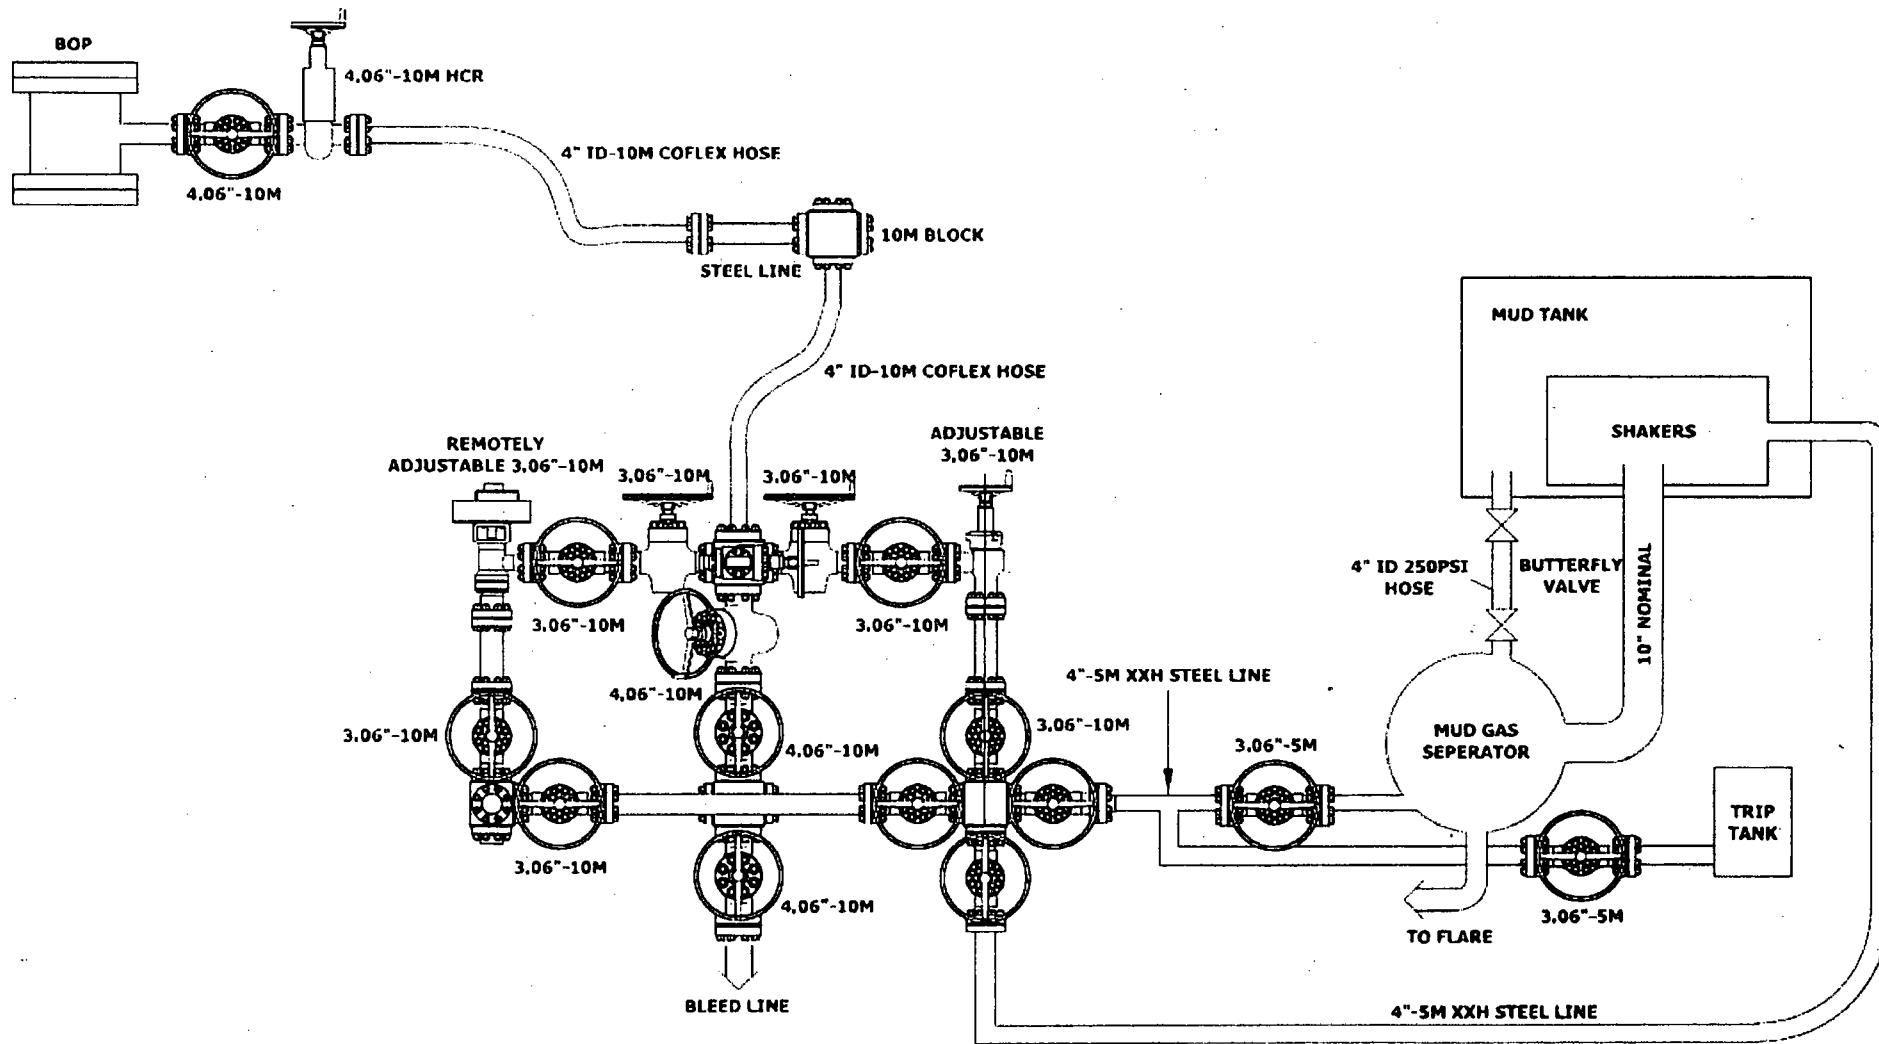 BOP
4.06"-10M HCR
4" ID-10M COFLEX HOSE
4.06"-10M
10M BLOCK
STEEL LINE
MUD TANK
4" ID-10M COFLEX HOSE
SHAKERS
REMOTELY
ADJUSTABLE 3.06"-10M
3.06"-10M
3.06"-10M
ADJUSTABLE
3.06"-10M
4" ID 250PSI
HOSE
BUTTERFLY
VALVE
10" NOMINAL
3.06"-10M
3.06"-10M
4.06"-10M
4"-5M XXH STEEL LINE
3.06"-10M
4.06"-10M
3.06"-10M
3.06"-5M
MUD GAS
SEPERATOR
TRIP
TANK
3.06"-10M
4.06"-10M
3.06"-5M
TO FLARE
BLEED LINE
4"-5M XXH STEEL LINE